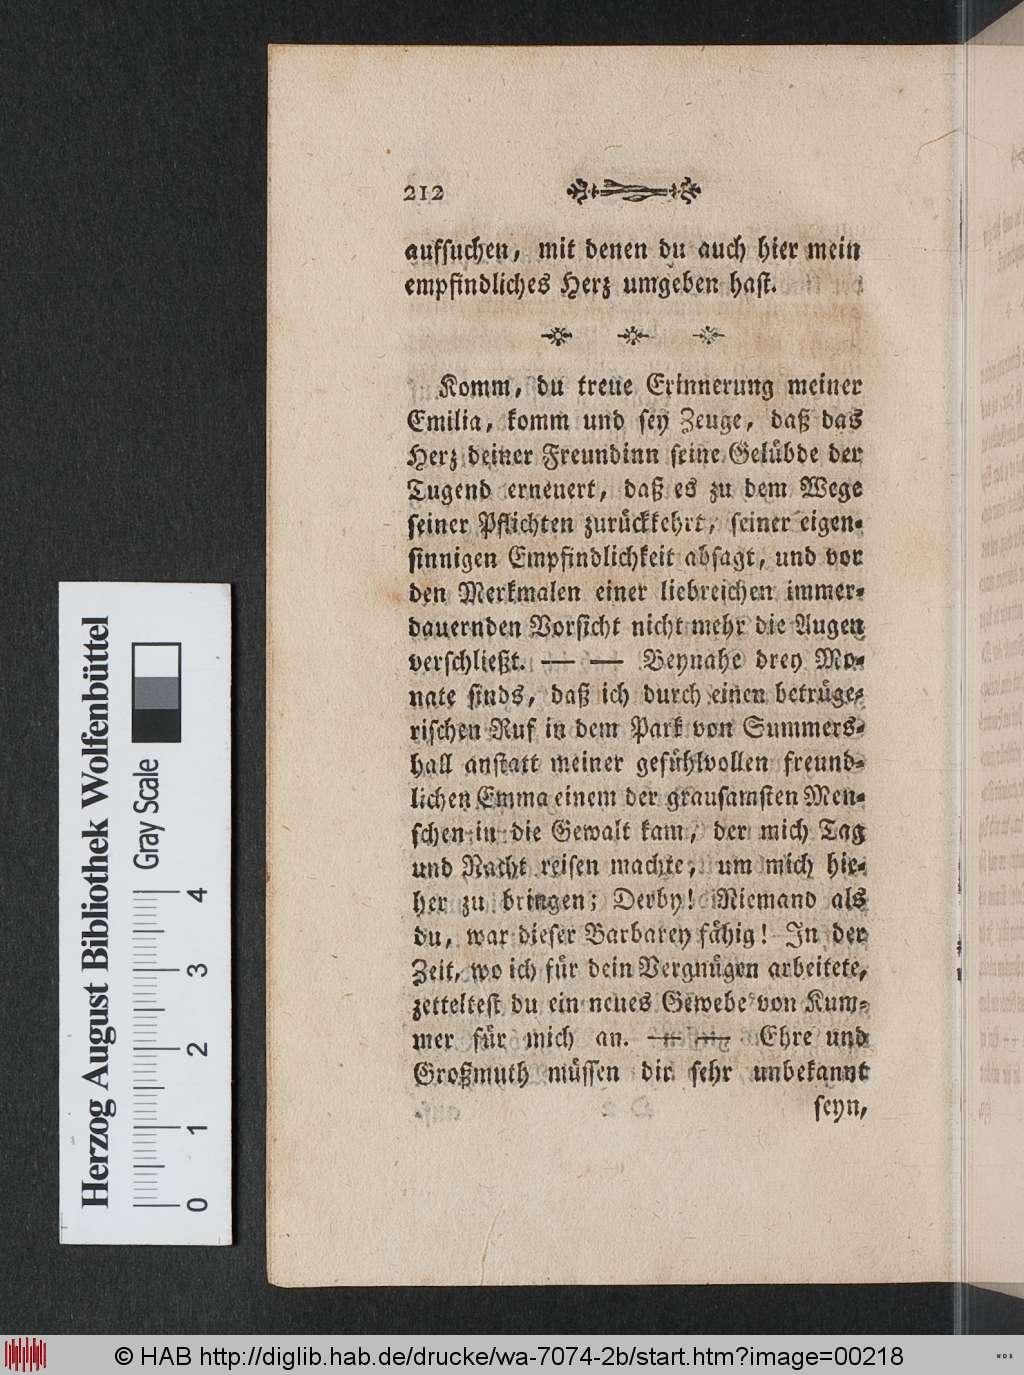 212
aufsuchen, mit denen du auch hier mein
empfindliches Herz umgeben hast.
Komm, du treue Erinnerung meiner
Emilia, komm und sey Zeuge, daß das
Herz deiner Freundinn seine Gelübde der
Tugend erneuert, daß es zu dem Wege
seiner Pflichten zurückkehrt, seiner eigen-
sinnigen Empfindlichkeit absagt, und vor
den Merkmalen einer liebreichen immer-
dauernden Vorsicht nicht mehr die Augen
verschließt. — — Beynahe drey Mo-
nate sinds, daß ich durch einen betrüge-
rischen Ruf in dem Park von Summers-
hall anstatt meiner gefühlvollen freund-
lichen Emma einem der grausamsten Men-
schen in die Gewalt kam, der mich Tag
und Nacht reisen machte, um mich hie-
her zu bringen; Derby! Niemand als
du, war dieser Barbarey fähig! In der
Zeit, wo ich für dein Vergnügen arbeitete,
zetteltest du ein neues Gewebe von Kum-
mer für mich an. — — Ehre und
Großmuth müssen dir sehr unbekannt
seyn,
Herzog August Bibliothek Wolfenbüttel
Gray Scale
0 1 2 3 4
© HAB http://diglib.hab.de/drucke/wa-7074-2b/start.htm?image=00218
WDB